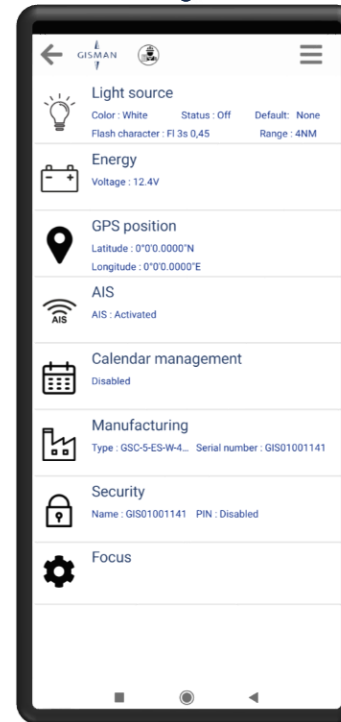 GISMAN
Light source
Color : White Status : Off Default: None
Flash character : Fl 3s 0,45 Range : 4NM
Energy
Voltage : 12.4V
GPS position
Latitude : 0°0'0.0000"N
Longitude : 0°0'0.0000"E
AIS
AIS
AIS : Activated
Calendar management
Disabled
Manufacturing
Type : GSC-5-ES-W-4... Serial number : GIS01001141
Security
Name : GIS01001141 PIN : Disabled
Focus